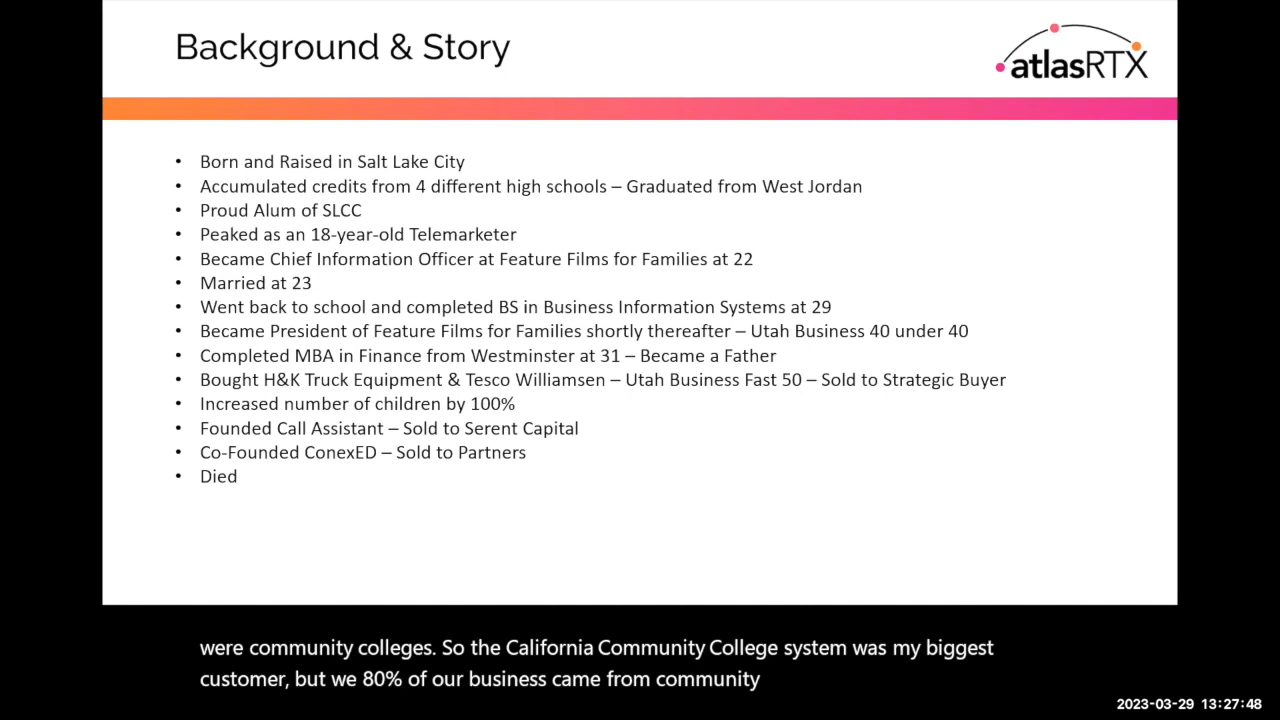 Background & Story
atlasRTX
• Born and Raised in Salt Lake City
• Accumulated credits from 4 different high schools – Graduated from West Jordan
• Proud Alum of SLCC
• Peaked as an 18-year-old Telemarketer
• Became Chief Information Officer at Feature Films for Families at 22
• Married at 23
• Went back to school and completed BS in Business Information Systems at 29
• Became President of Feature Films for Families shortly thereafter – Utah Business 40 under 40
• Completed MBA in Finance from Westminster at 31 – Became a Father
• Bought H&K Truck Equipment & Tesco Williamsen – Utah Business Fast 50 – Sold to Strategic Buyer
• Increased number of children by 100%
• Founded Call Assistant – Sold to Serent Capital
• Co-Founded ConexED – Sold to Partners
• Died
were community colleges. So the California Community College system was my biggest
customer, but we 80% of our business came from community
2023-03-29 13:27:48